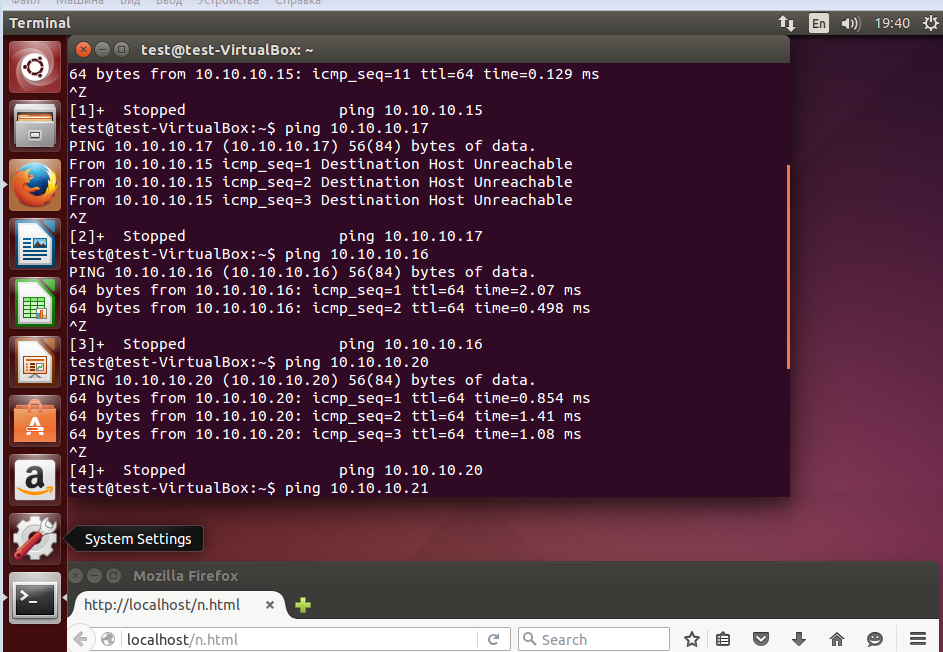 Файл Машина Вид Ввод Устройства Справка
Terminal En 19:40
test@test-VirtualBox: ~
64 bytes from 10.10.10.15: icmp_seq=11 ttl=64 time=0.129 ms
^Z
[1]+  Stopped                 ping 10.10.10.15
test@test-VirtualBox:~$ ping 10.10.10.17
PING 10.10.10.17 (10.10.10.17) 56(84) bytes of data.
From 10.10.10.15 icmp_seq=1 Destination Host Unreachable
From 10.10.10.15 icmp_seq=2 Destination Host Unreachable
From 10.10.10.15 icmp_seq=3 Destination Host Unreachable
^Z
[2]+  Stopped                 ping 10.10.10.17
test@test-VirtualBox:~$ ping 10.10.10.16
PING 10.10.10.16 (10.10.10.16) 56(84) bytes of data.
64 bytes from 10.10.10.16: icmp_seq=1 ttl=64 time=2.07 ms
64 bytes from 10.10.10.16: icmp_seq=2 ttl=64 time=0.498 ms
^Z
[3]+  Stopped                 ping 10.10.10.16
test@test-VirtualBox:~$ ping 10.10.10.20
PING 10.10.10.20 (10.10.10.20) 56(84) bytes of data.
64 bytes from 10.10.10.20: icmp_seq=1 ttl=64 time=0.854 ms
64 bytes from 10.10.10.20: icmp_seq=2 ttl=64 time=1.41 ms
64 bytes from 10.10.10.20: icmp_seq=3 ttl=64 time=1.08 ms
^Z
[4]+  Stopped                 ping 10.10.10.20
test@test-VirtualBox:~$ ping 10.10.10.21
System Settings
Mozilla Firefox
http://localhost/n.html
localhost/n.html Search